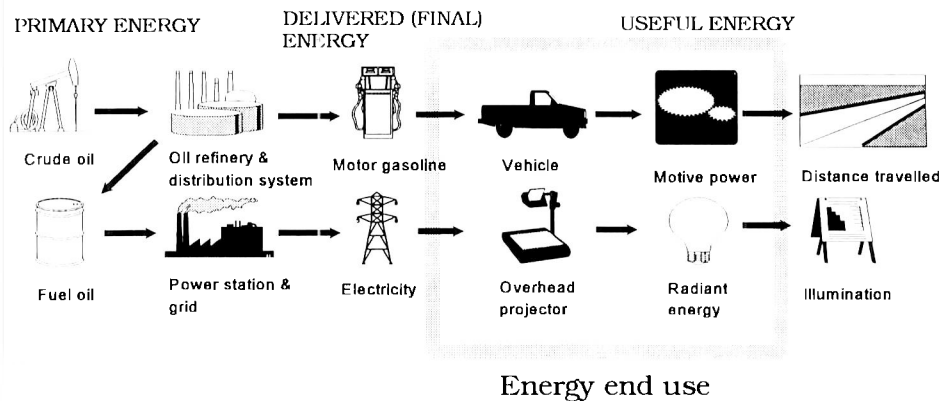 PRIMARY ENERGY
DELIVERED (FINAL)
ENERGY
USEFUL ENERGY
Crude oil
Oil refinery &
distribution system
Motor gasoline
Vehicle
Motive power
Distance travelled
Fuel oil
Power station &
grid
Electricity
Overhead
projector
Radiant
energy
Illumination
Energy end use